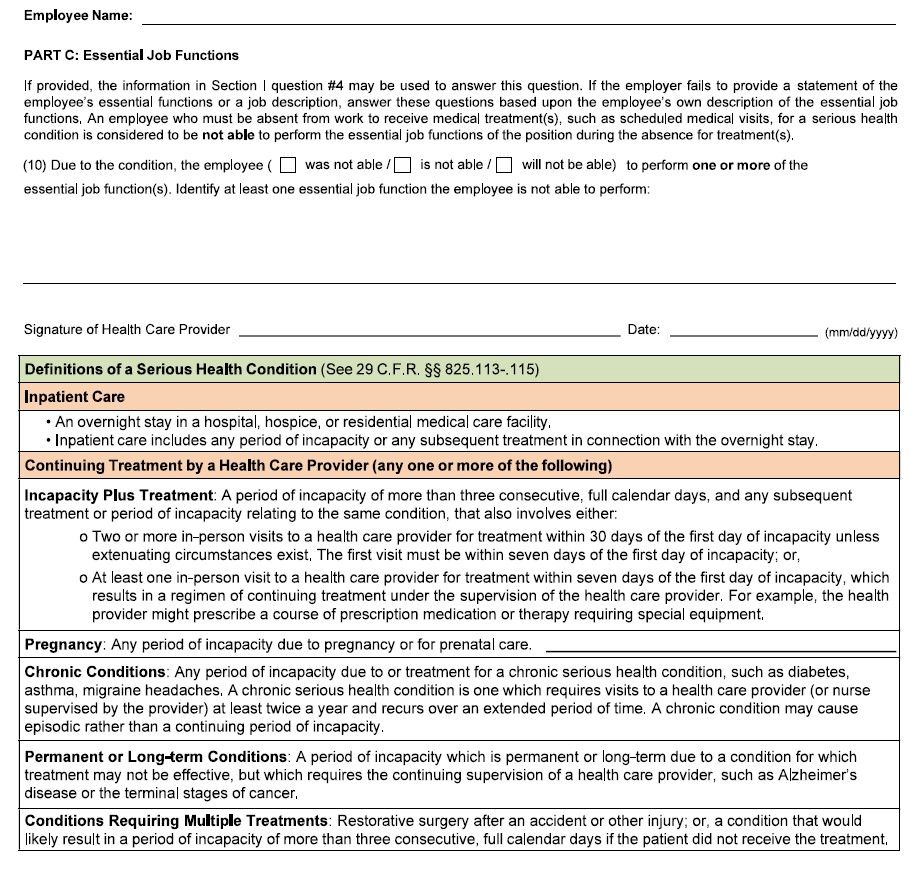 Employee Name:
PART C: Essential Job Functions
If provided, the information in Section I question #4 may be used to answer this question. If the employer fails to provide a statement of the
employee's essential functions or a job description, answer these questions based upon the employee's own description of the essential job
functions. An employee who must be absent from work to receive medical treatment(s), such as scheduled medical visits, for a serious health
condition is considered to be not able to perform the essential job functions of the position during the absence for treatment(s).
(10) Due to the condition, the employee ( was not able / is not able / will not be able) to perform one or more of the
essential job function(s). Identify at least one essential job function the employee is not able to perform:
Signature of Health Care Provider Date: (mm/dd/yyyy)
Definitions of a Serious Health Condition (See 29 C.F.R. §§ 825.113-.115)
Inpatient Care
• An overnight stay in a hospital, hospice, or residential medical care facility.
• Inpatient care includes any period of incapacity or any subsequent treatment in connection with the overnight stay.
Continuing Treatment by a Health Care Provider (any one or more of the following)
Incapacity Plus Treatment: A period of incapacity of more than three consecutive, full calendar days, and any subsequent
treatment or period of incapacity relating to the same condition, that also involves either:
o Two or more in-person visits to a health care provider for treatment within 30 days of the first day of incapacity unless
extenuating circumstances exist. The first visit must be within seven days of the first day of incapacity; or,
o At least one in-person visit to a health care provider for treatment within seven days of the first day of incapacity, which
results in a regimen of continuing treatment under the supervision of the health care provider. For example, the health
provider might prescribe a course of prescription medication or therapy requiring special equipment.
Pregnancy: Any period of incapacity due to pregnancy or for prenatal care.
Chronic Conditions: Any period of incapacity due to or treatment for a chronic serious health condition, such as diabetes,
asthma, migraine headaches. A chronic serious health condition is one which requires visits to a health care provider (or nurse
supervised by the provider) at least twice a year and recurs over an extended period of time. A chronic condition may cause
episodic rather than a continuing period of incapacity.
Permanent or Long-term Conditions: A period of incapacity which is permanent or long-term due to a condition for which
treatment may not be effective, but which requires the continuing supervision of a health care provider, such as Alzheimer's
disease or the terminal stages of cancer.
Conditions Requiring Multiple Treatments: Restorative surgery after an accident or other injury; or, a condition that would
likely result in a period of incapacity of more than three consecutive, full calendar days if the patient did not receive the treatment.